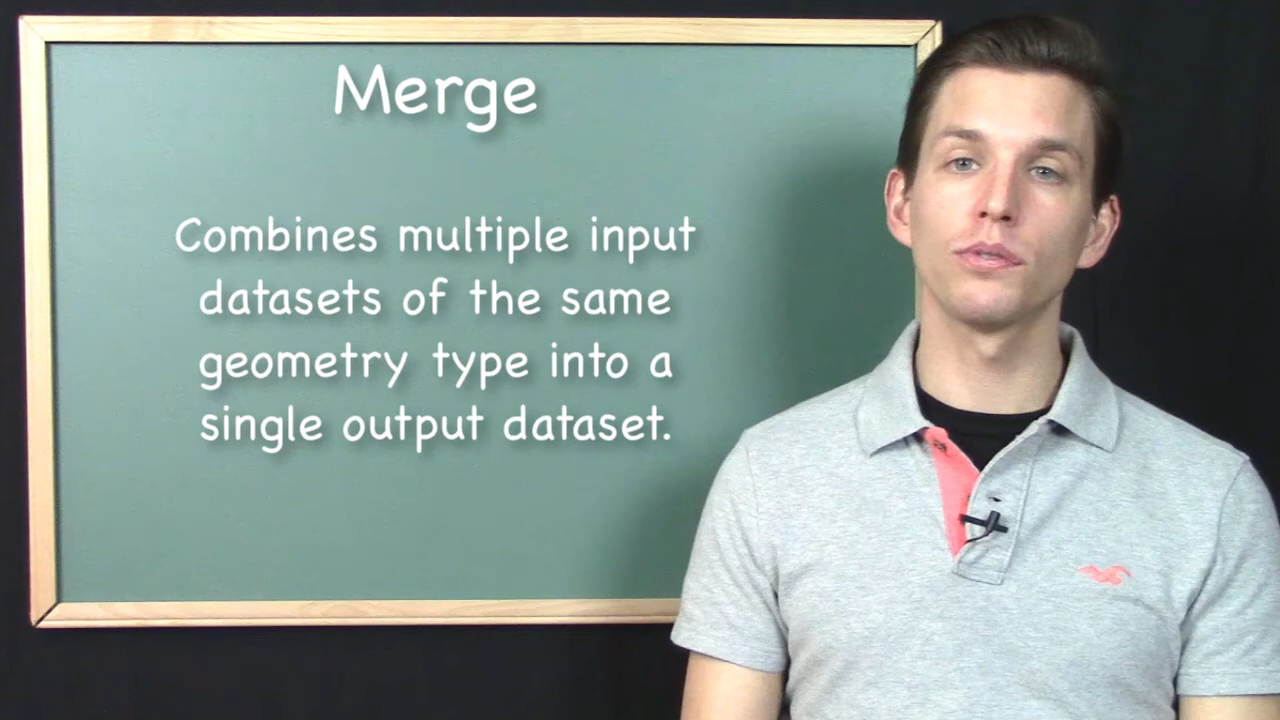 Merge
Combines multiple input
datasets of the same
geometry type into a
single output dataset.